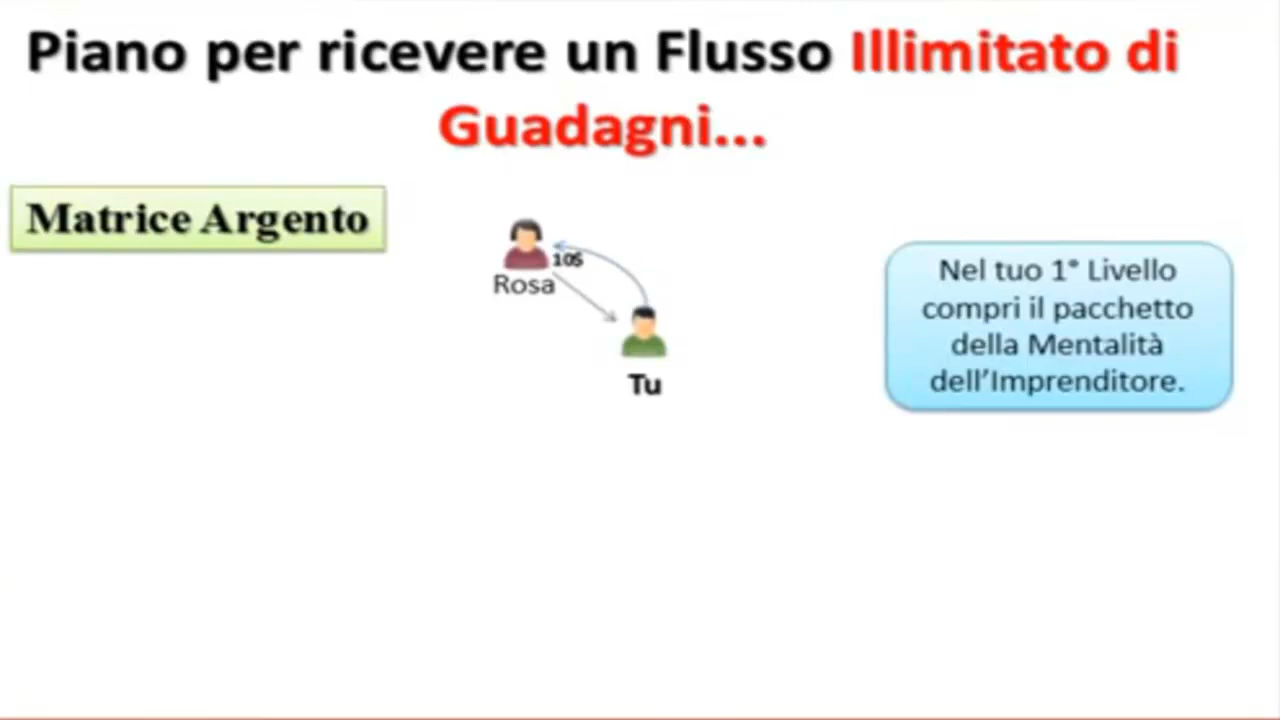 Piano per ricevere un Flusso Illimitato di
Guadagni...
Matrice Argento
10$
Rosa
Tu
Nel tuo 1° Livello
compri il pacchetto
della Mentalità
dell’Imprenditore.